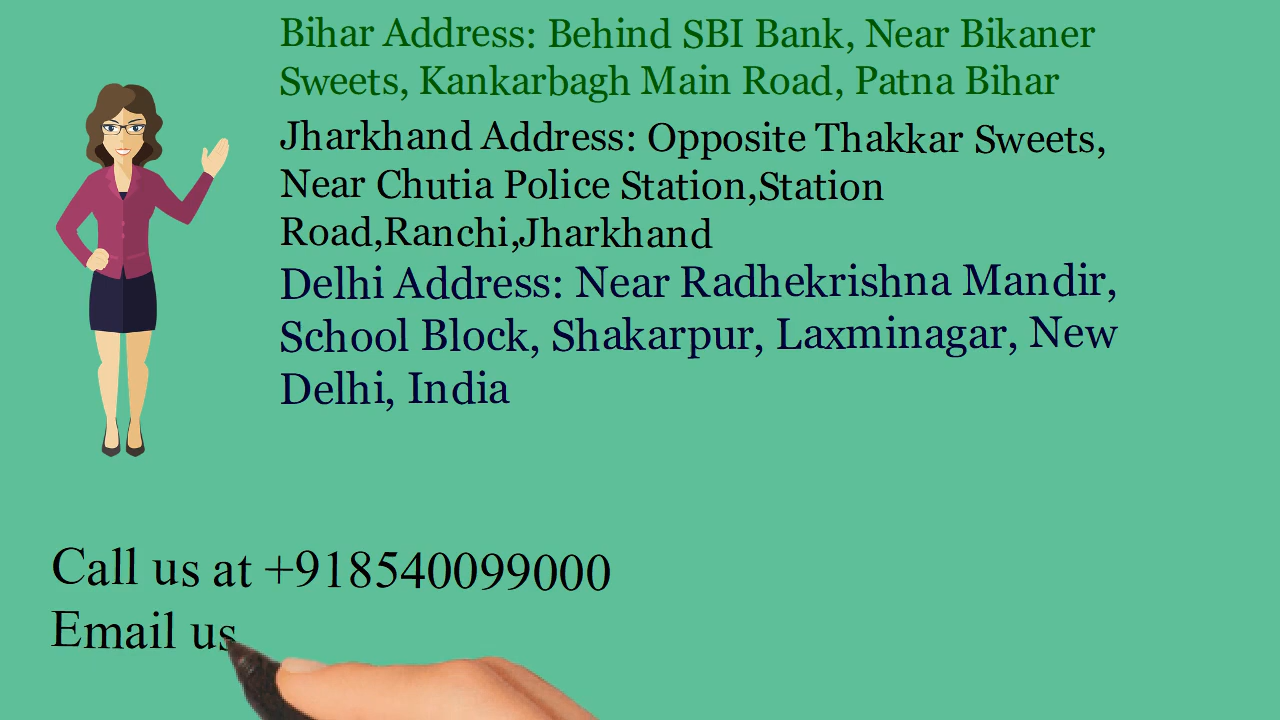 Bihar Address: Behind SBI Bank, Near Bikaner
Sweets, Kankarbagh Main Road, Patna Bihar
Jharkhand Address: Opposite Thakkar Sweets,
Near Chutia Police Station,Station
Road,Ranchi,Jharkhand
Delhi Address: Near Radhekrishna Mandir,
School Block, Shakarpur, Laxminagar, New
Delhi, India
Call us at +918540099000
Email us